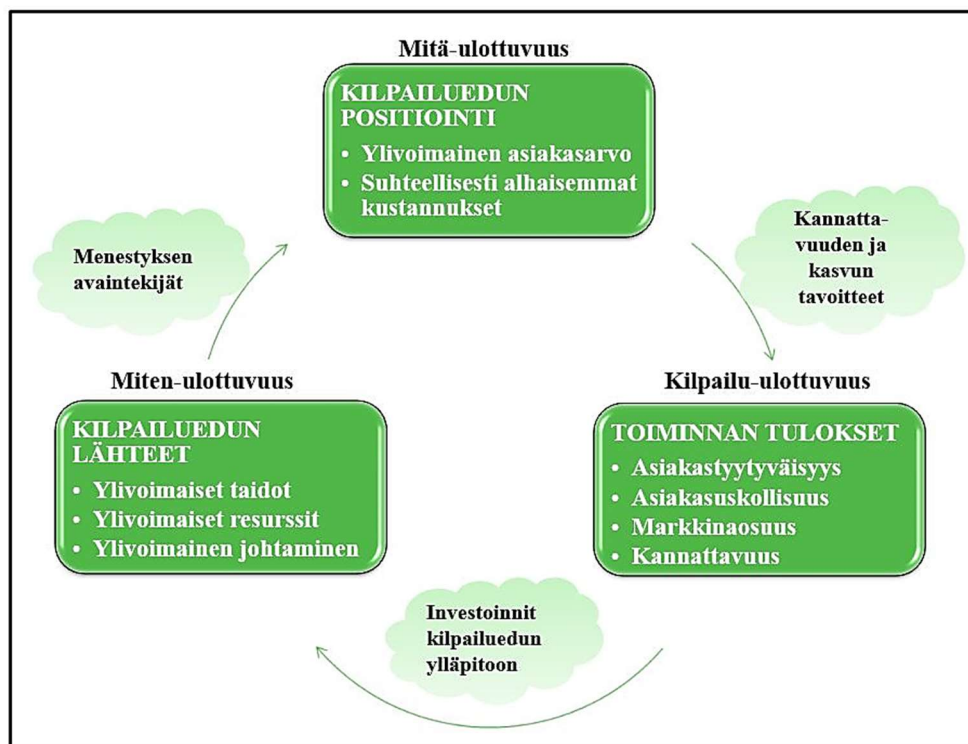 Mitä-ulottuvuus
KILPAILUEDUN
POSITIOINTI
• Ylivoimainen asiakasarvo
• Suhteellisesti alhaisemmat
kustannukset
Menestyksen
avaintekijät
Kannatta-
vuuden ja
kasvun
tavoitteet
Miten-ulottuvuus
KILPAILUEDUN
LÄHTEET
• Ylivoimaiset taidot
• Ylivoimaiset resurssit
• Ylivoimainen johtaminen
Kilpailu-ulottuvuus
TOIMINNAN TULOKSET
• Asiakastyytyväisyys
• Asiakasuskollisuus
• Markkinaosuus
• Kannattavuus
Investoinnit
kilpailuedun
ylläpitoon